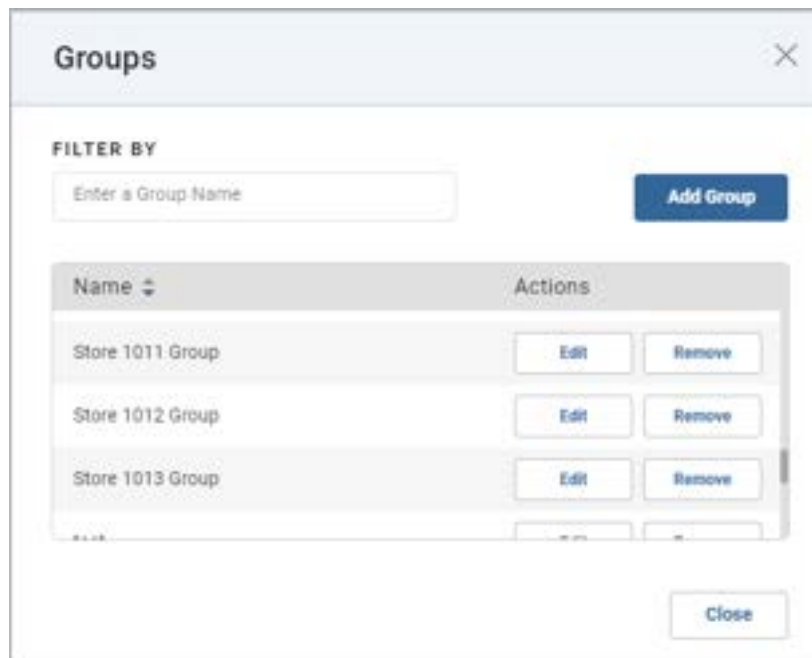 Groups
FILTER BY
Enter a Group Name
Add Group
Name Actions
Store 1011 Group Edit Remove
Store 1012 Group Edit Remove
Store 1013 Group Edit Remove
Close